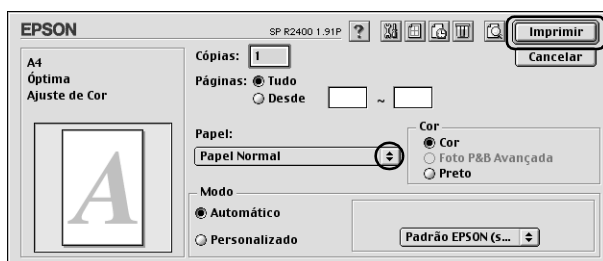 EPSON
SP R2400 1.91P
?
Imprimir
Cancelar
A4
Óptima
Ajuste de Cor
A
Cópias: 1
Páginas: Tudo
Desde ~
Papel:
Papel Normal
Cor
Cor
Foto P&B Avançada
Preto
Modo
Automático
Personalizado
Padrão EPSON (s...